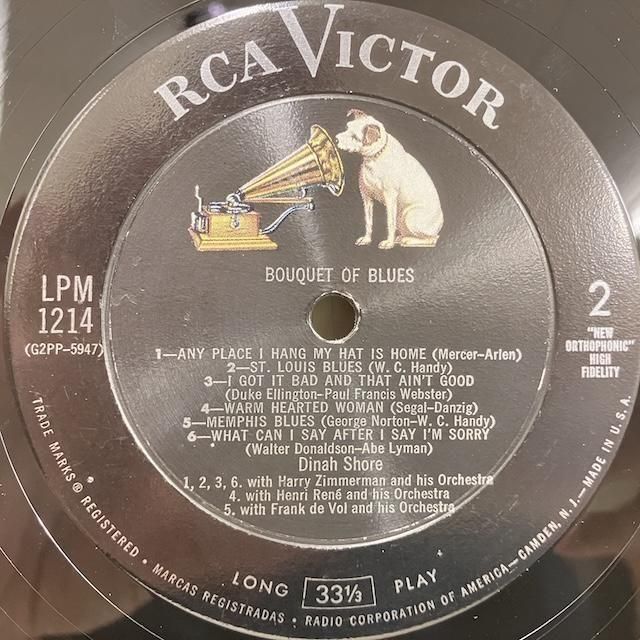 RCA VICTOR
BOUQUET OF BLUES
LPM
1214
(G2PP-5947)
2
"NEW
ORTHOPHONIC"
HIGH
FIDELITY
1—ANY PLACE I HANG MY HAT IS HOME (Mercer-Arlen)
2—ST. LOUIS BLUES (W. C. Handy)
3—I GOT IT BAD AND THAT AIN'T GOOD
(Duke Ellington-Paul Francis Webster)
4—WARM HEARTED WOMAN (Segal-Danzig)
5—MEMPHIS BLUES (George Norton-W. C. Handy)
6—WHAT CAN I SAY AFTER I SAY I'M SORRY
(Walter Donaldson-Abe Lyman)
Dinah Shore
1, 2, 3, 6. with Harry Zimmerman and his Orchestra
4. with Henri René and his Orchestra
5. with Frank de Vol and his Orchestra
LONG 33⅓ PLAY
TRADE MARKS ® REGISTERED • MARCAS REGISTRADAS • RADIO CORPORATION OF AMERICA—CAMDEN, N.J.—MADE IN U.S.A.